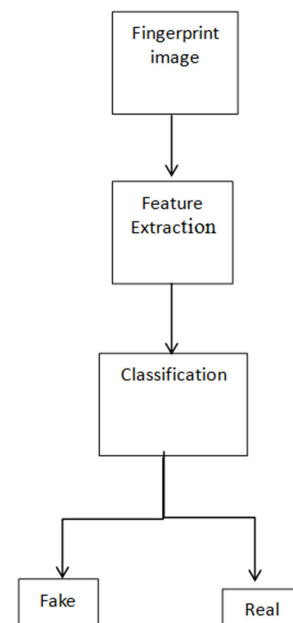 Fingerprint
image
Feature
Extraction
Classification
Fake
Real